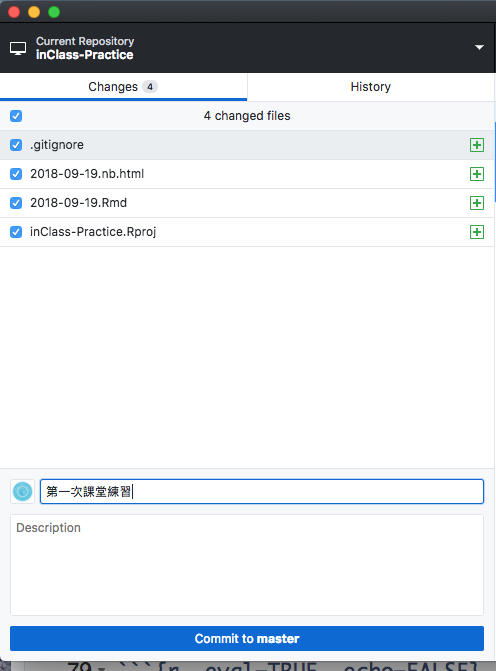 Current Repository
inClass-Practice
Changes 4
History
4 changed files
.gitignore
2018-09-19.nb.html
2018-09-19.Rmd
inClass-Practice.Rproj
第一次課堂練習
Description
Commit to master
79 ```{r, eval=TRUE, echo=FALSE}